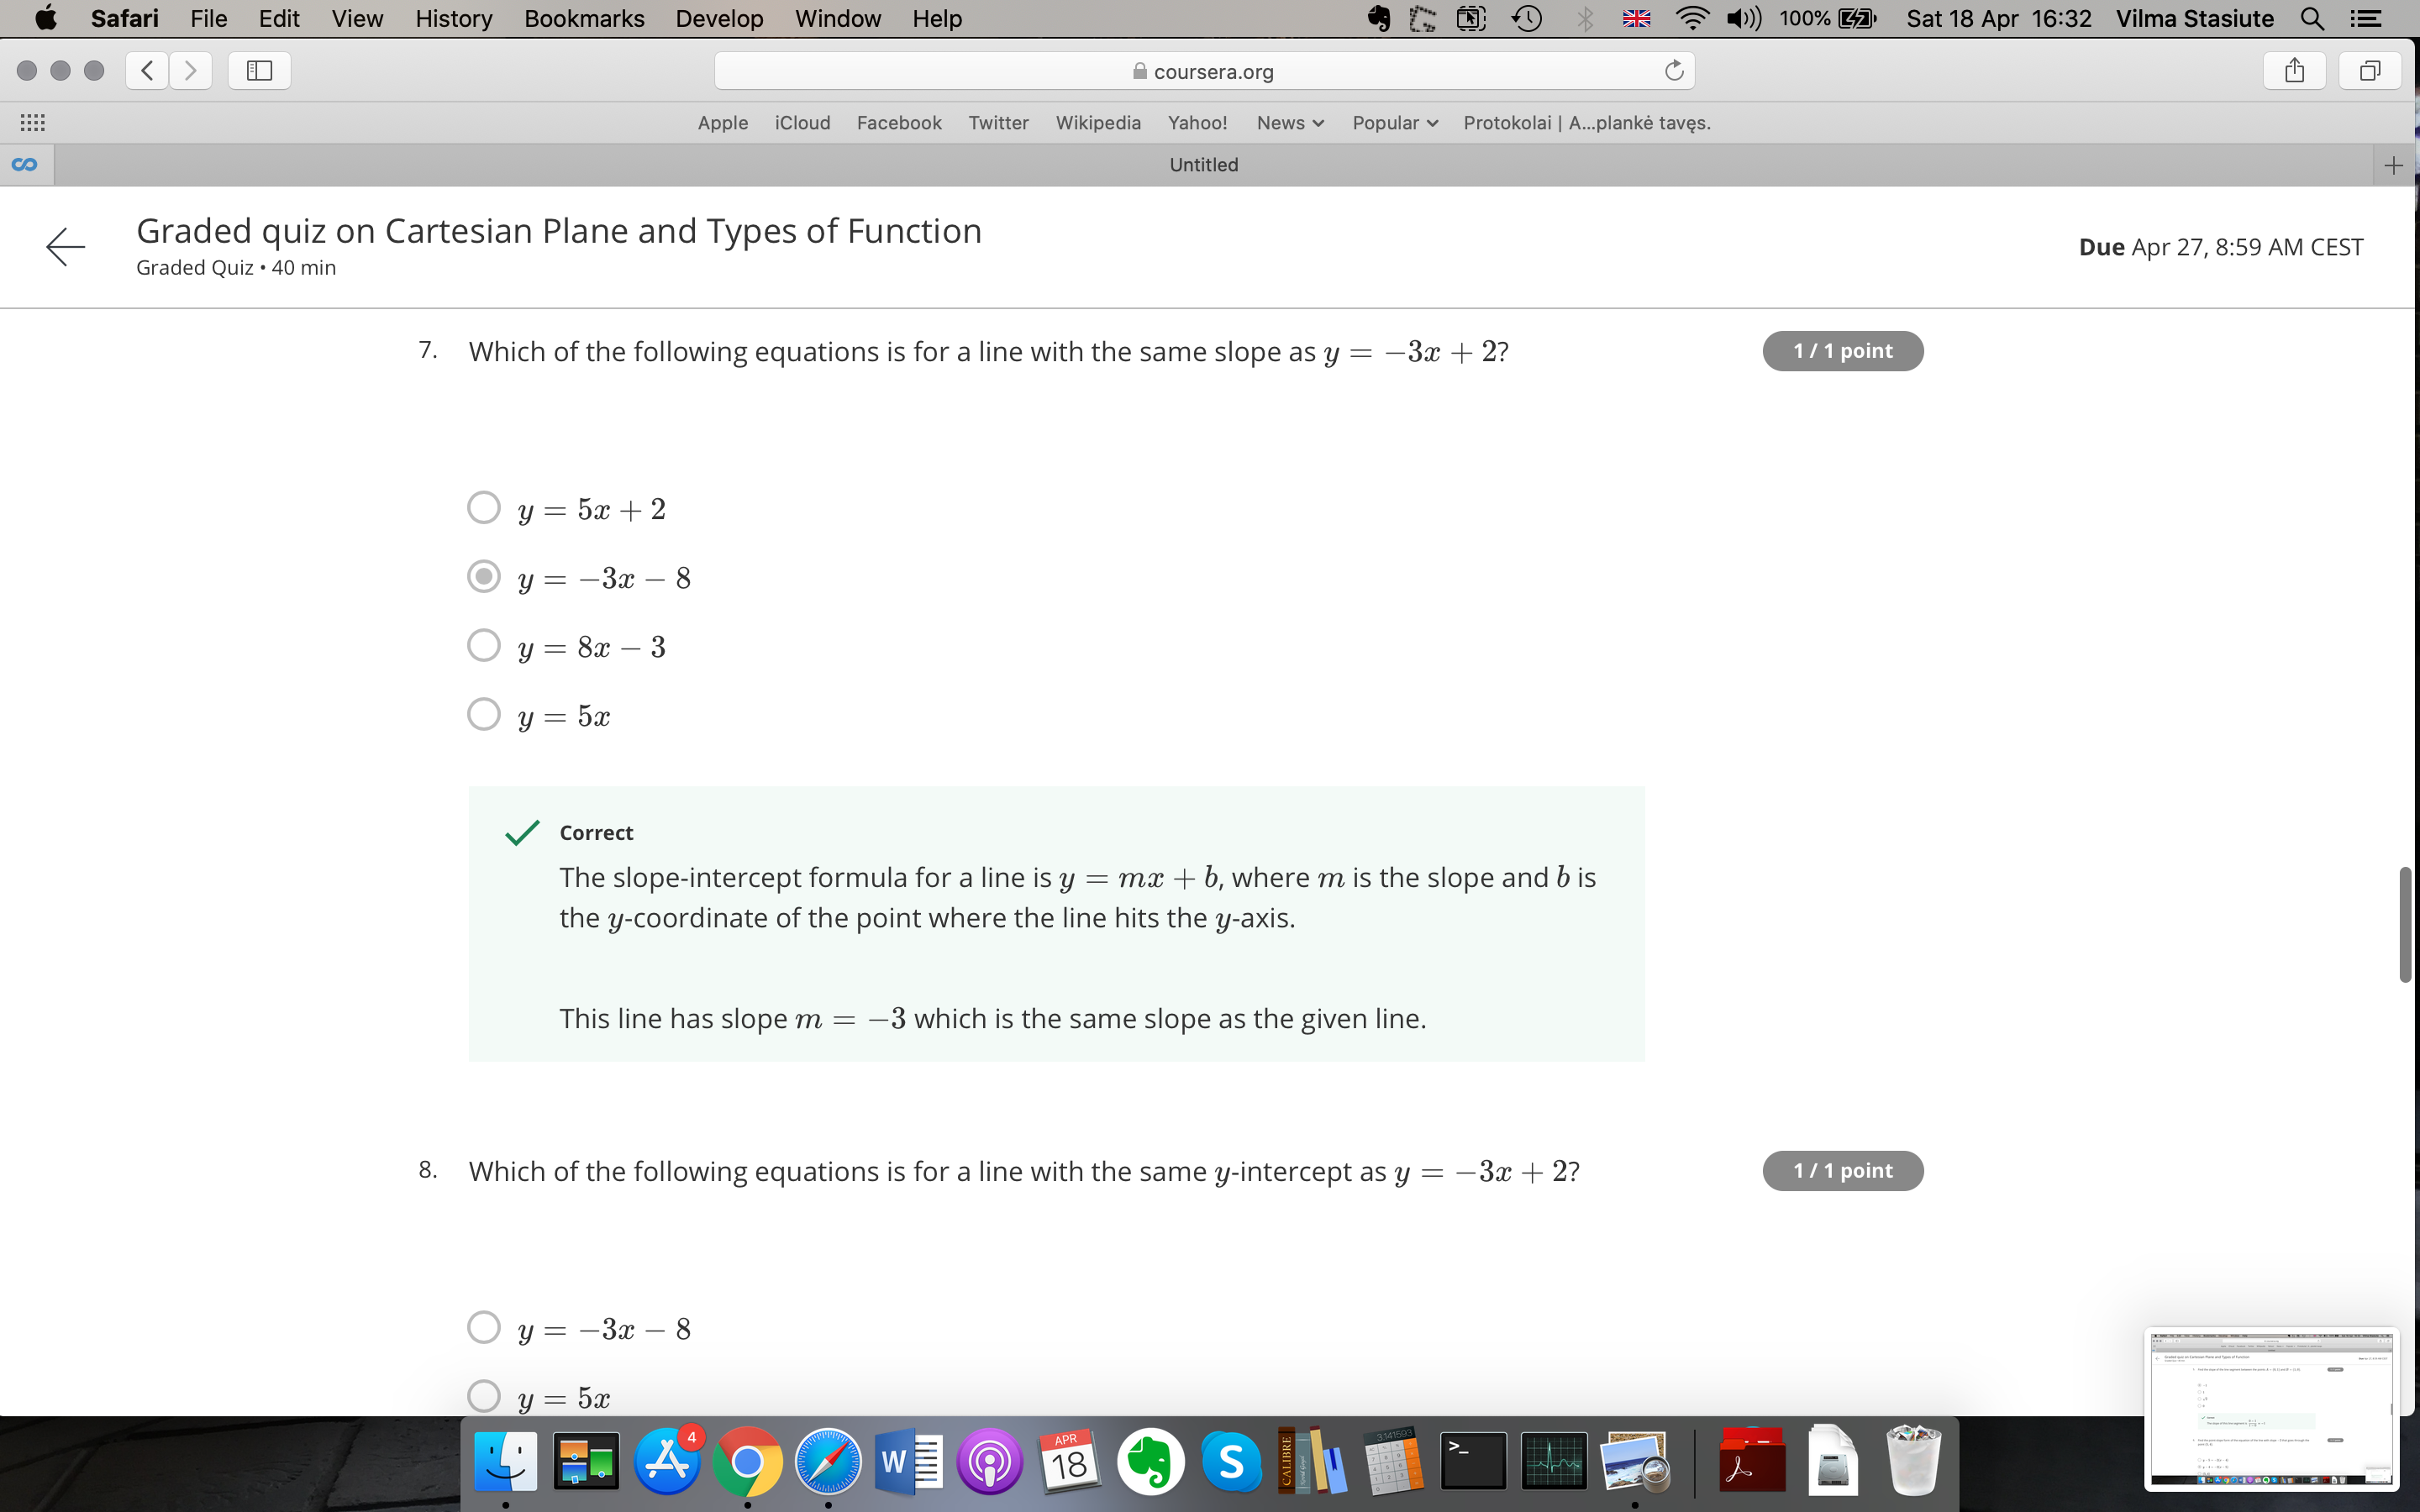 Safari File Edit View History Bookmarks Develop Window Help 100% Sat 18 Apr 16:32 Vilma Stasiute
coursera.org
Apple iCloud Facebook Twitter Wikipedia Yahoo! News Popular Protokolai | A...plankė tavęs.
Untitled
Graded quiz on Cartesian Plane and Types of Function
Graded Quiz • 40 min
Due Apr 27, 8:59 AM CEST
7. Which of the following equations is for a line with the same slope as y = −3x + 2?
1 / 1 point
y = 5x + 2
y = −3x − 8
y = 8x − 3
y = 5x
Correct
The slope-intercept formula for a line is y = mx + b, where m is the slope and b is
the y-coordinate of the point where the line hits the y-axis.
This line has slope m = −3 which is the same slope as the given line.
8. Which of the following equations is for a line with the same y-intercept as y = −3x + 2?
1 / 1 point
y = −3x − 8
y = 5x
4
W
APR
18
S
CALIBRE
3.141593
>_